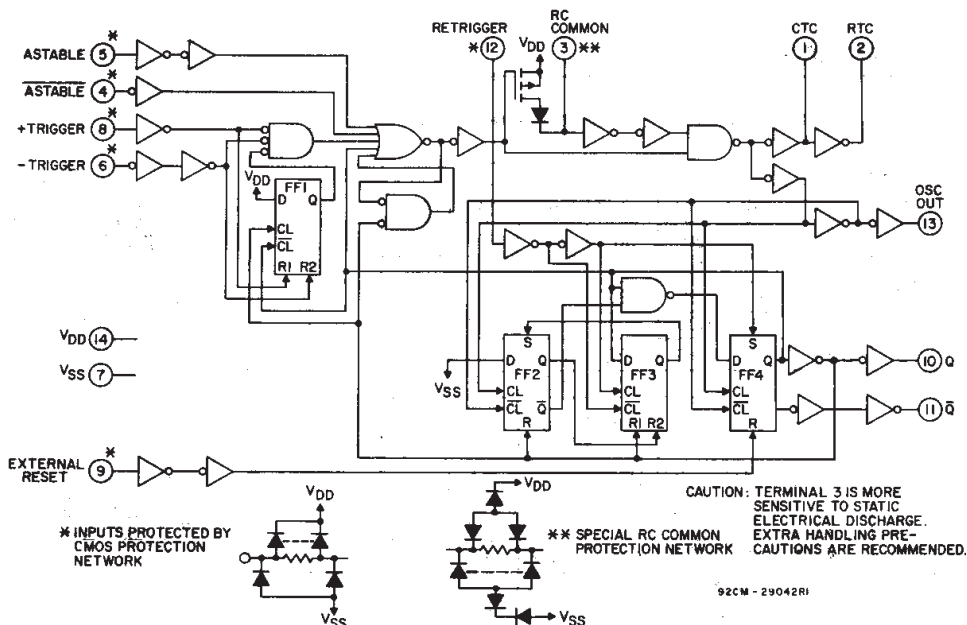 RETRIGGER
*12
RC
COMMON
3 **
CTC
1
RTC
2
VDD
ASTABLE 5*
ASTABLE 4*
+TRIGGER 8*
-TRIGGER 6*
VDD
FF1
D Q
CL
CL
R1 R2
OSC
OUT
13
VDD 14
VSS 7
VSS
S
D Q
FF2
CL
CL Q
R
D Q
FF3
CL
CL
R1 R2
S
D Q
FF4
CL
CL
R
10 Q
11 Q
EXTERNAL
RESET 9*
* INPUTS PROTECTED BY
CMOS PROTECTION
NETWORK
VDD
VSS
VDD
VSS
** SPECIAL RC COMMON
PROTECTION NETWORK
CAUTION: TERMINAL 3 IS MORE
SENSITIVE TO STATIC
ELECTRICAL DISCHARGE.
EXTRA HANDLING PRE-
CAUTIONS ARE RECOMMENDED.
92CM-29042R1